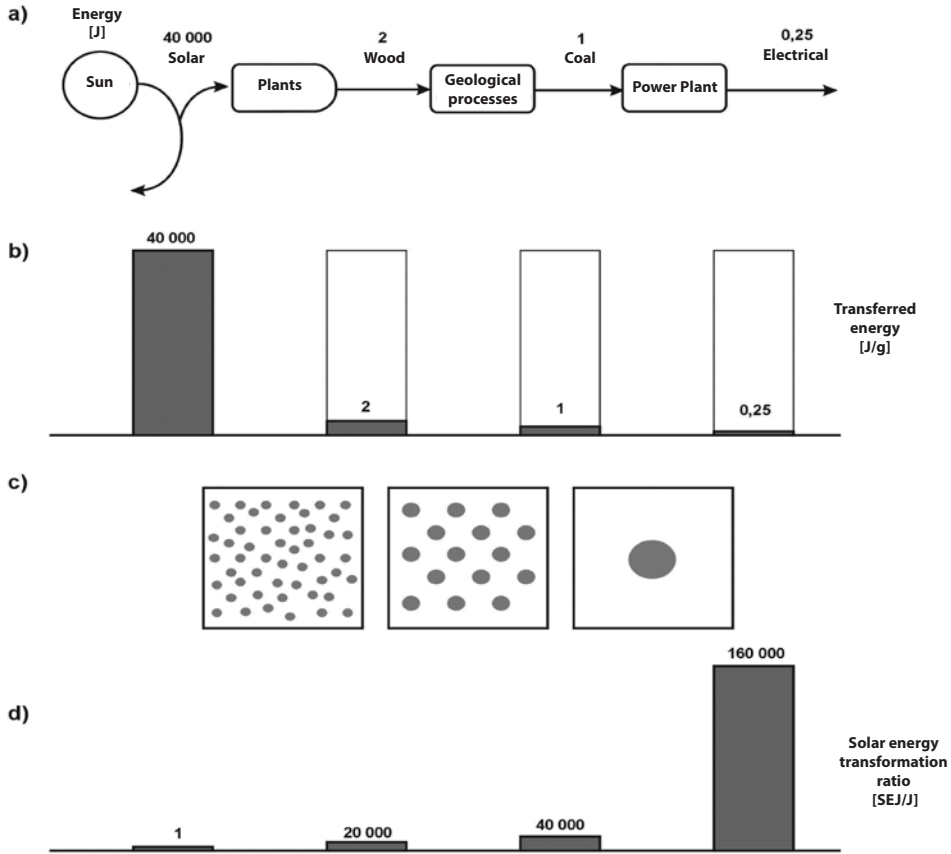 a)
Energy
[J]
Sun
40 000
Solar
Plants
2
Wood
Geological
processes
1
Coal
Power Plant
0,25
Electrical
b)
40 000
2
1
0,25
Transferred
energy
[J/g]
c)
d)
1
20 000
40 000
160 000
Solar energy
transformation
ratio
[SEJ/J]